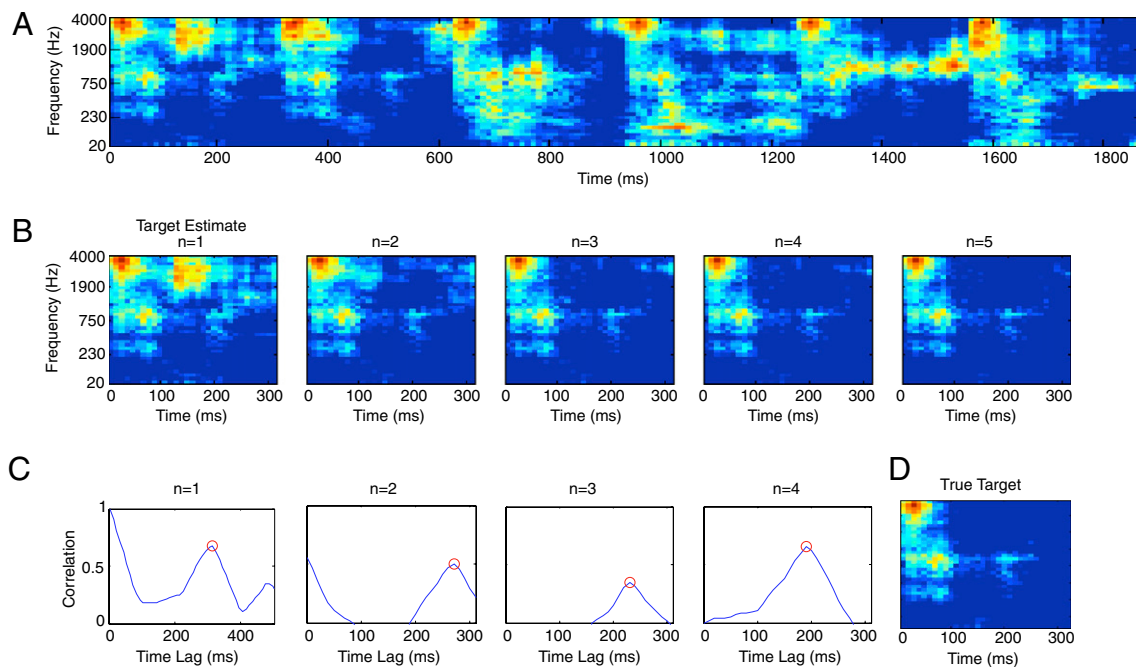 A
Frequency (Hz)
4000
1900
750
230
20
0 200 400 600 800 1000 1200 1400 1600 1800
Time (ms)
B
Target Estimate
n=1 n=2 n=3 n=4 n=5
Frequency (Hz)
4000
1900
750
230
20
0 100 200 300 0 100 200 300 0 100 200 300 0 100 200 300 0 100 200 300
Time (ms) Time (ms) Time (ms) Time (ms) Time (ms)
C
n=1 n=2 n=3 n=4
Correlation
1
0.5
0
0 200 400 0 100 200 300 0 100 200 300 0 100 200 300
Time Lag (ms) Time Lag (ms) Time Lag (ms) Time Lag (ms)
D
True Target
0 100 200 300
Time (ms)